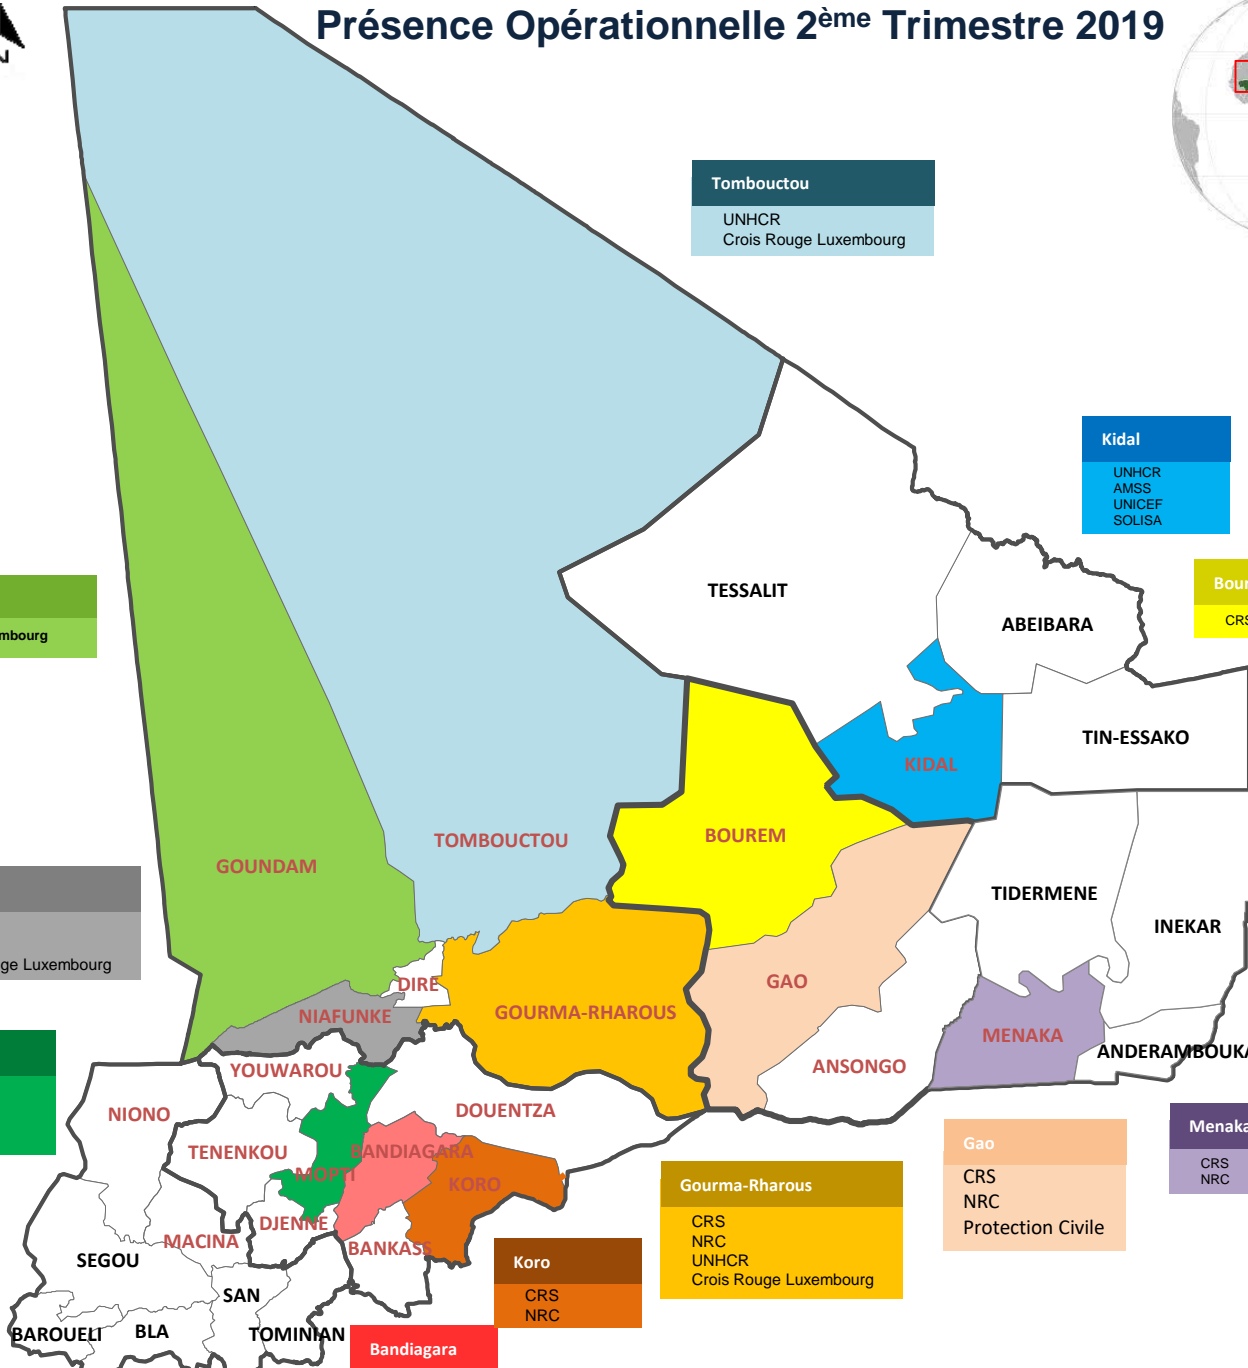 Présence Opérationnelle 2ème Trimestre 2019
N
Tombouctou
UNHCR
Crois Rouge Luxembourg
Kidal
UNHCR
AMSS
UNICEF
SOLISA
TESSALIT
ABEIBARA
CRS
TIN-ESSAKO
KIDAL
TOMBOUCTOU
BOUREM
GOUNDAM
TIDERMENE
INEKAR
Luxembourg
DIRE
GAO
NIAFUNKE
GOURMA-RHAROUS
MENAKA
ANDERAMBOUKA
YOUWAROU
ANSONGO
NIONO
DOUENTZA
TENENKOU
BANDIAGARA
MOPTI
KORO
DJENNE
MACINA
BANKASS
SEGOU
SAN
BAROUELI
BLA
TOMINIAN
Menaka
CRS
NRC
Gao
CRS
NRC
Protection Civile
Gourma-Rharous
CRS
NRC
UNHCR
Crois Rouge Luxembourg
Koro
CRS
NRC
Bandiagara